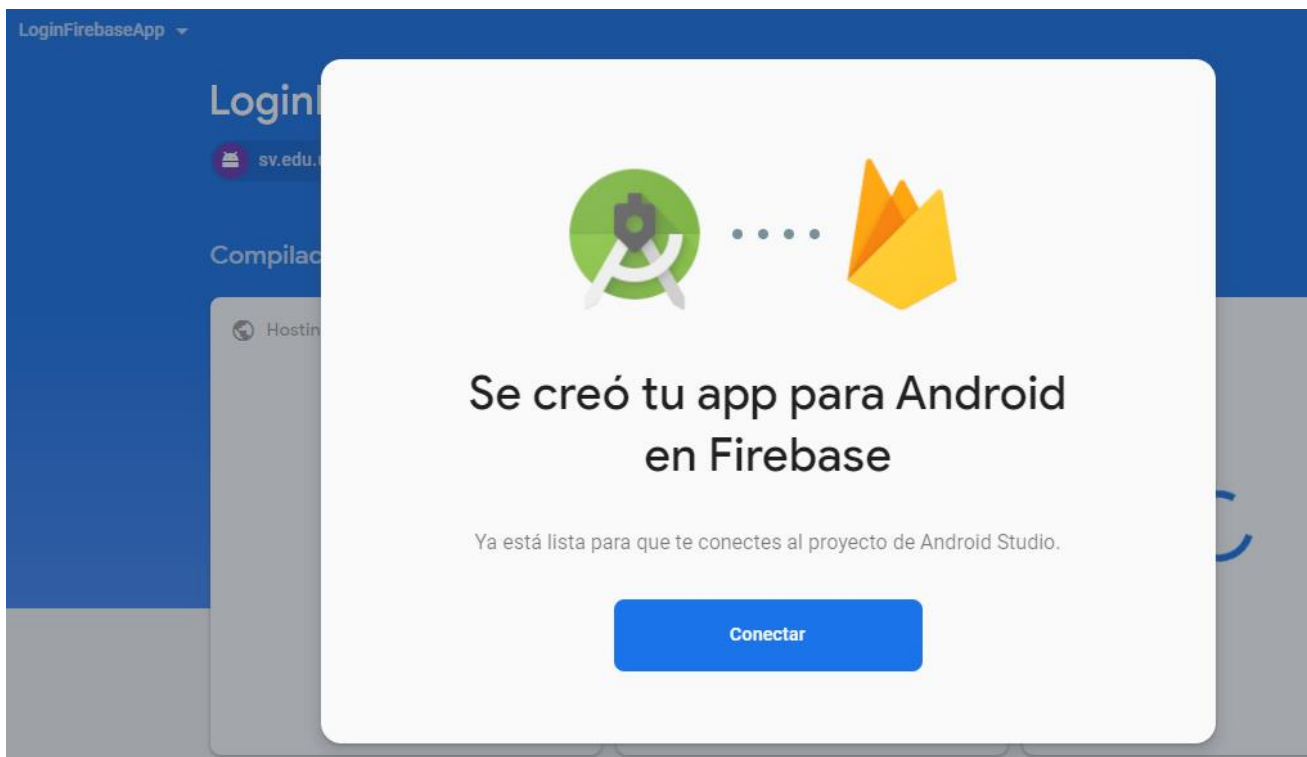 LoginFirebaseApp
Login
sv.edu.
Compilac
Hostin
Se creó tu app para Android
en Firebase
Ya está lista para que te conectes al proyecto de Android Studio.
Conectar